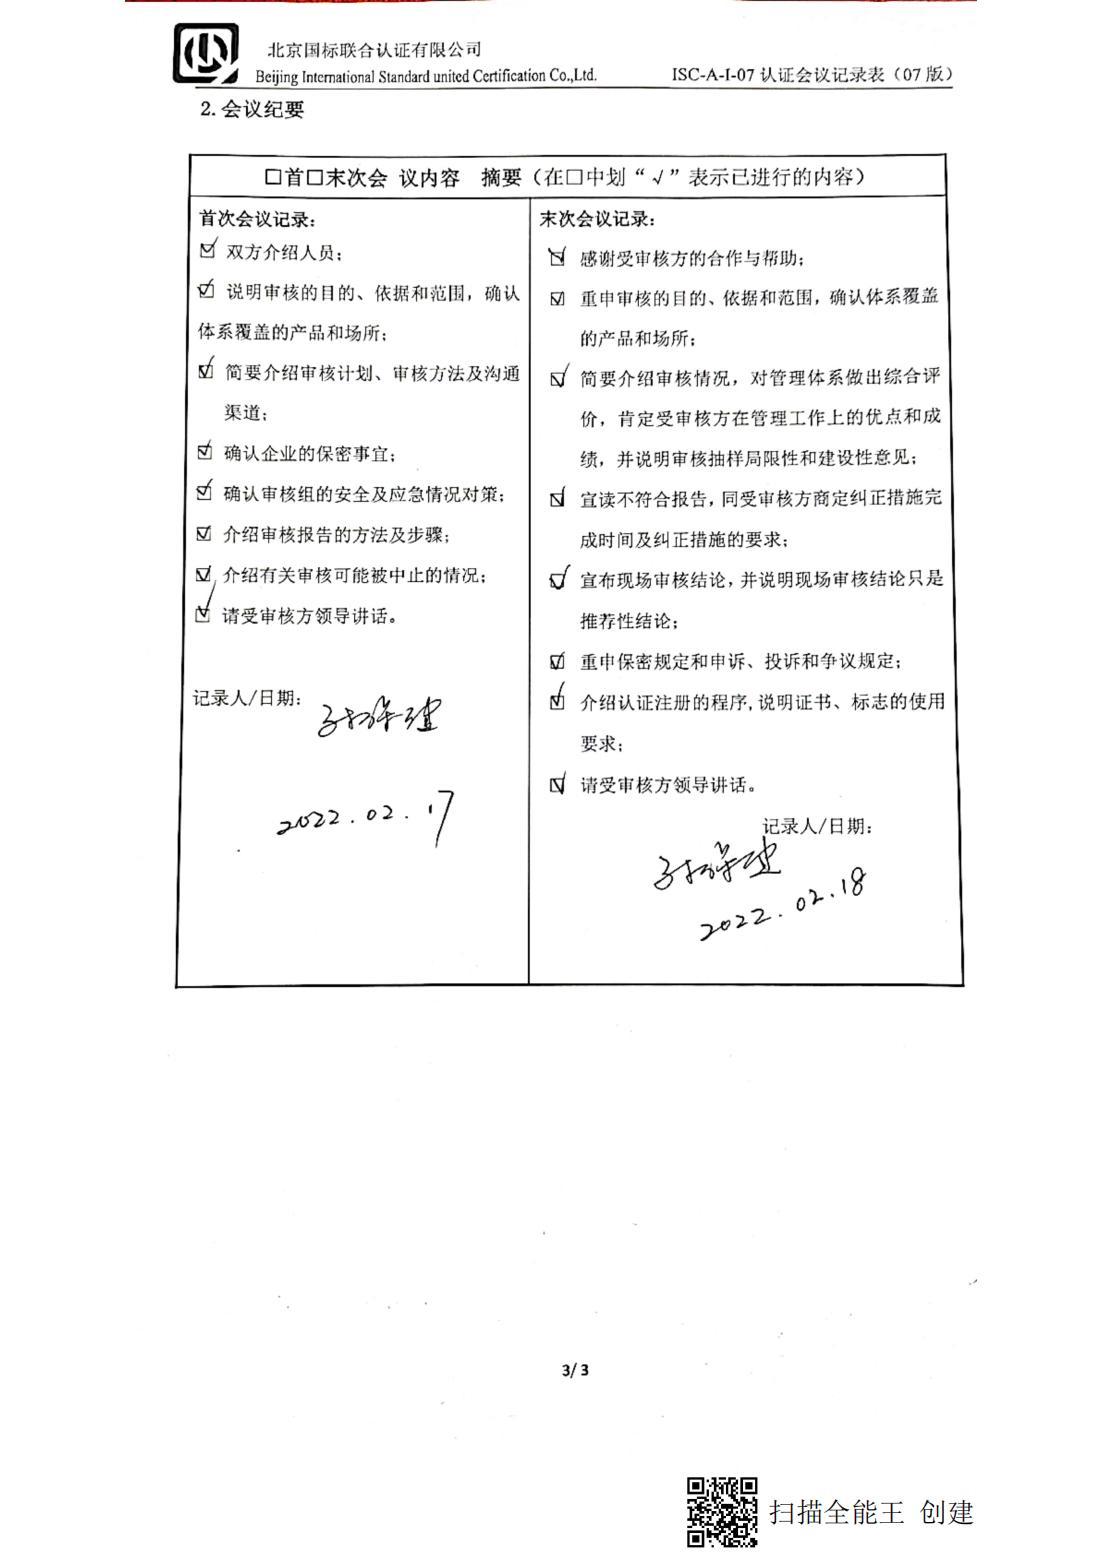 北京国标联合认证有限公司
Beijing International Standard united Certification Co.,Ltd.
ISC-A-I-07 认证会议记录表（07 版）
2. 会议纪要
□首□末次会 议内容 摘要（在□中划“√”表示已进行的内容）
首次会议记录：
☑ 双方介绍人员；
☑ 说明审核的目的、依据和范围，确认
体系覆盖的产品和场所；
☑ 简要介绍审核计划、审核方法及沟通
渠道；
☑ 确认企业的保密事宜；
☑ 确认审核组的安全及应急情况对策；
☑ 介绍审核报告的方法及步骤；
☑ 介绍有关审核可能被中止的情况；
☑ 请受审核方领导讲话。
记录人/日期：
2022.02.17
末次会议记录：
☑ 感谢受审核方的合作与帮助；
☑ 重申审核的目的、依据和范围，确认体系覆盖
的产品和场所；
☑ 简要介绍审核情况，对管理体系做出综合评
价，肯定受审核方在管理工作上的优点和成
绩，并说明审核抽样局限性和建设性意见；
☑ 宣读不符合报告，同受审核方商定纠正措施完
成时间及纠正措施的要求；
☑ 宣布现场审核结论，并说明现场审核结论只是
推荐性结论；
☑ 重申保密规定和申诉、投诉和争议规定；
☑ 介绍认证注册的程序，说明证书、标志的使用
要求；
☑ 请受审核方领导讲话。
记录人/日期：
2022.02.18
3/3
扫描全能王 创建